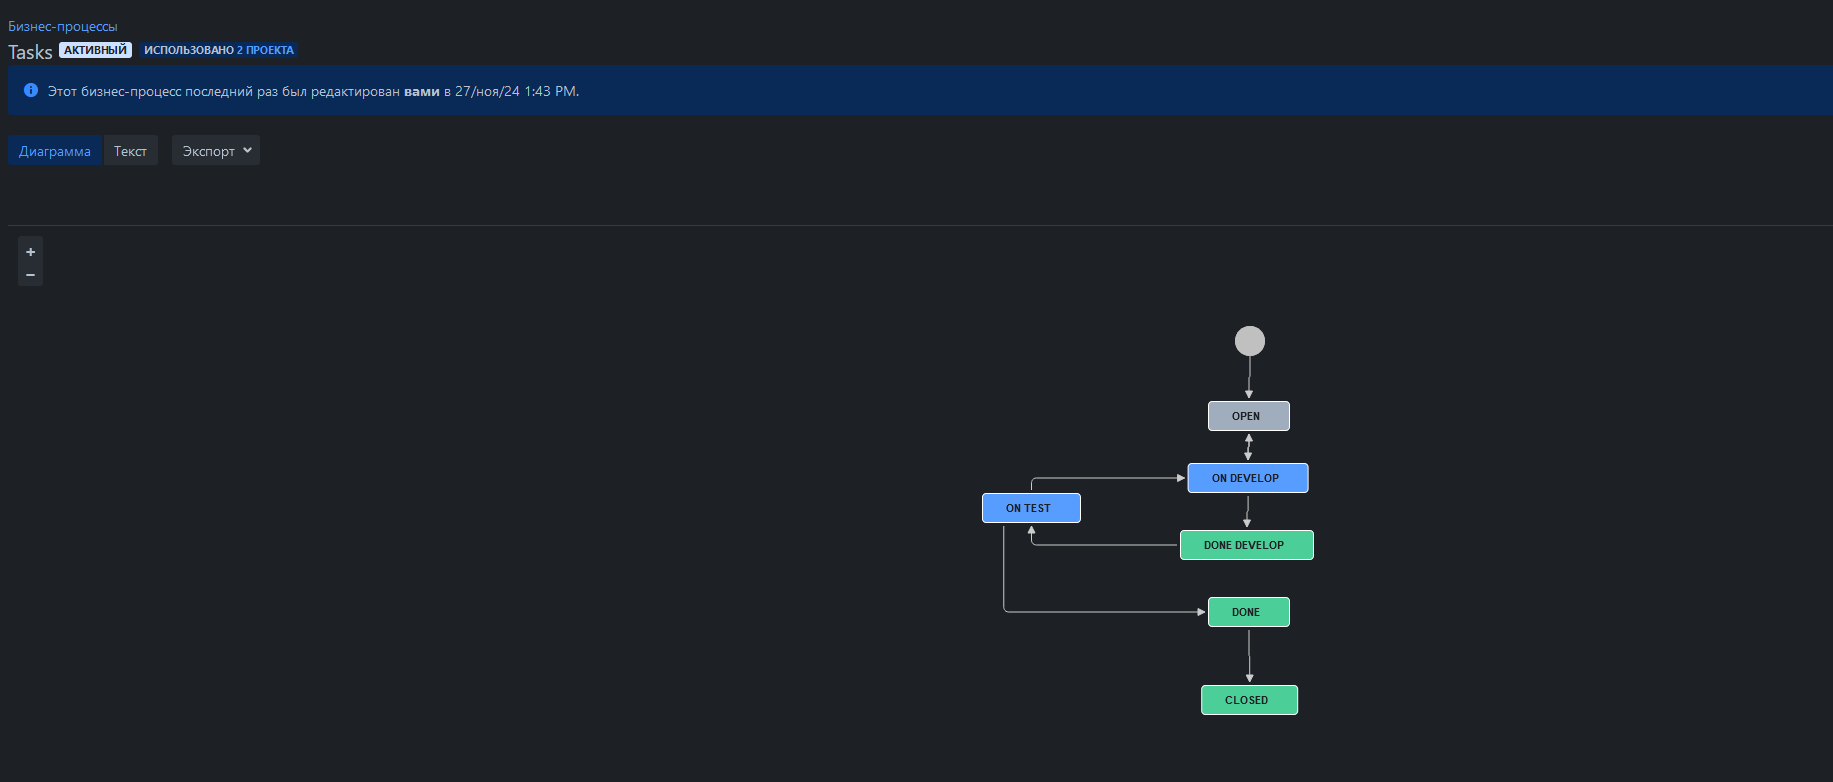 Бизнес-процессы
Tasks АКТИВНЫЙ ИСПОЛЬЗОВАНО 2 ПРОЕКТА
Этот бизнес-процесс последний раз был редактирован вами в 27/ноя/24 1:43 PM.
Диаграмма Текст Экспорт
+
−
OPEN
ON DEVELOP
ON TEST
DONE DEVELOP
DONE
CLOSED